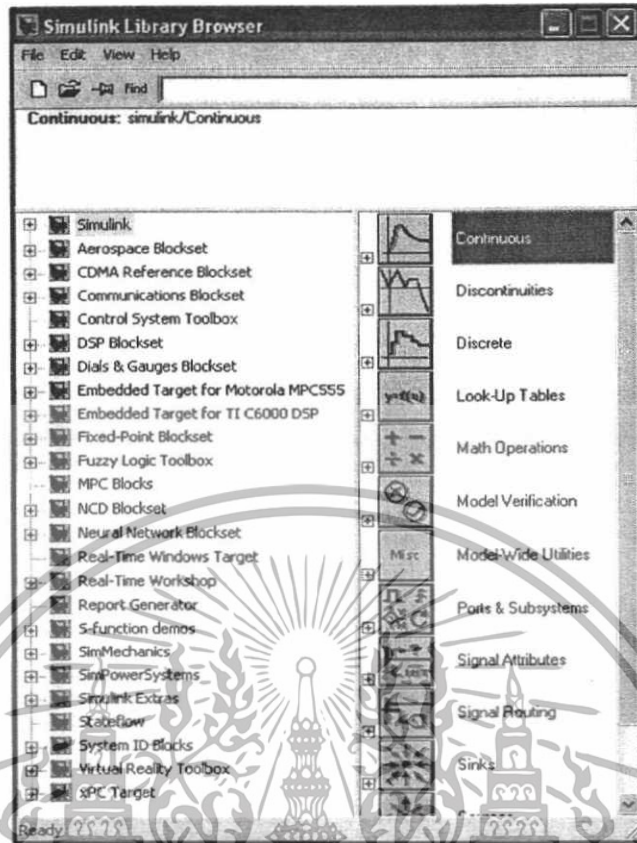 Simulink Library Browser
File Edit View Help
Find
Continuous: simulink/Continuous
Simulink
Aerospace Blockset
CDMA Reference Blockset
Communications Blockset
Control System Toolbox
DSP Blockset
Dials & Gauges Blockset
Embedded Target for Motorola MPC555
Embedded Target for TI C6000 DSP
Fixed-Point Blockset
Fuzzy Logic Toolbox
MPC Blocks
NCD Blockset
Neural Network Blockset
Real-Time Windows Target
Real-Time Workshop
Report Generator
S-function demos
SimMechanics
SimPowerSystems
Simulink Extras
Stateflow
System ID Blocks
Virtual Reality Toolbox
xPC Target
Continuous
Discontinuities
Discrete
y=f(u)
Look-Up Tables
Math Operations
Model Verification
Misc
Model-Wide Utilities
Ports & Subsystems
Signal Attributes
Signal Routing
Sinks
Ready